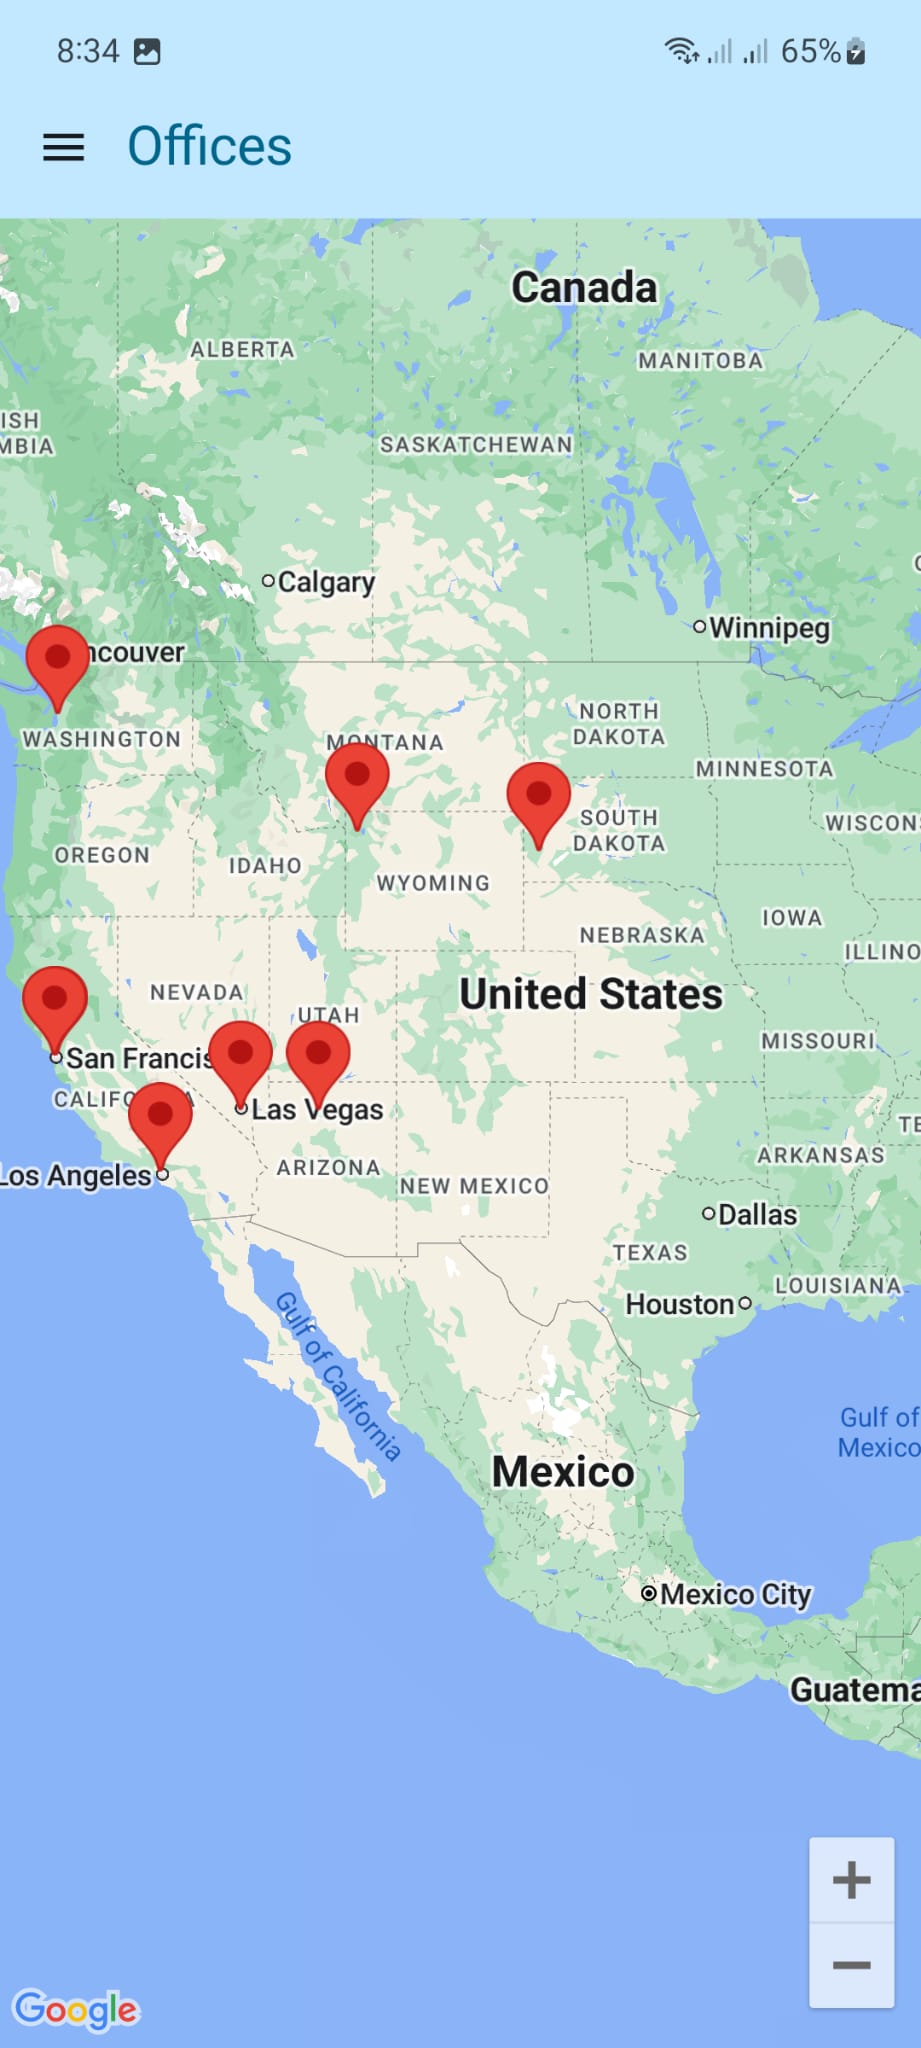 8:34
65%
Offices
Canada
ALBERTA
MANITOBA
ISH
MBIA
SASKATCHEWAN
Calgary
Winnipeg
ncouver
NORTH
DAKOTA
WASHINGTON
MONTANA
MINNESOTA
SOUTH
DAKOTA
WISCONS
OREGON
IDAHO
WYOMING
IOWA
NEBRASKA
ILLINO
NEVADA
United States
UTAH
MISSOURI
San Francis
CALIFO A
Las Vegas
TE
ARKANSAS
ARIZONA
Los Angeles
NEW MEXICO
Dallas
TEXAS
LOUISIANA
Houston
Gulf of California
Gulf of
Mexico
Mexico
Mexico City
Guatema
Google